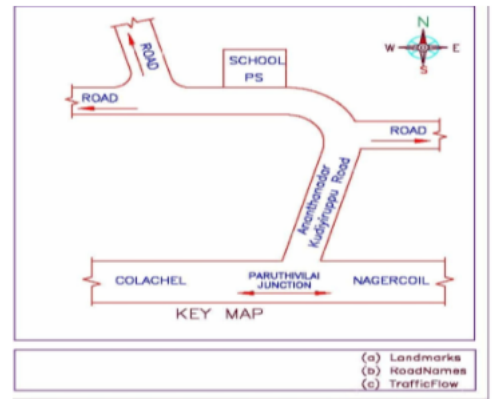 N
W E
S
ROAD
SCHOOL
PS
ROAD
ROAD
Ananthanadar
Kudiyiruppu Road
COLACHEL
PARUTHIVILAI
JUNCTION
NAGERCOIL
KEY MAP
(a) Landmarks
(b) RoadNames
(c) TrafficFlow